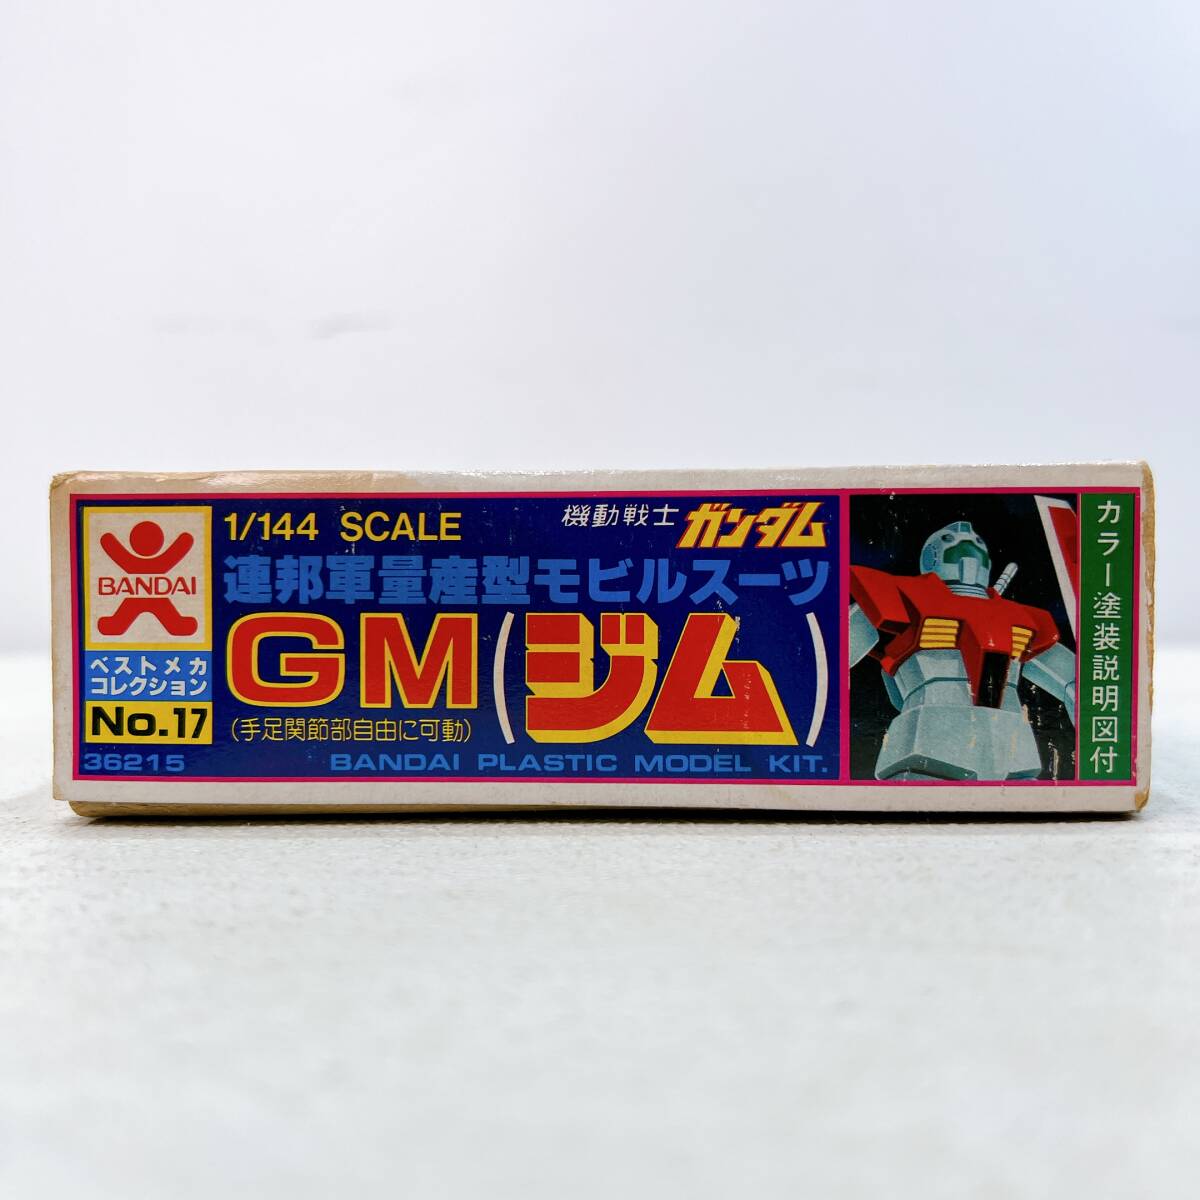 BANDAI
ベストメカ
コレクション
No.17
36215
1/144 SCALE
機動戦士 ガンダム
連邦軍量産型モビルスーツ
GM(ジム)
(手足関節部自由に可動)
BANDAI PLASTIC MODEL KIT.
カラー塗装説明図付